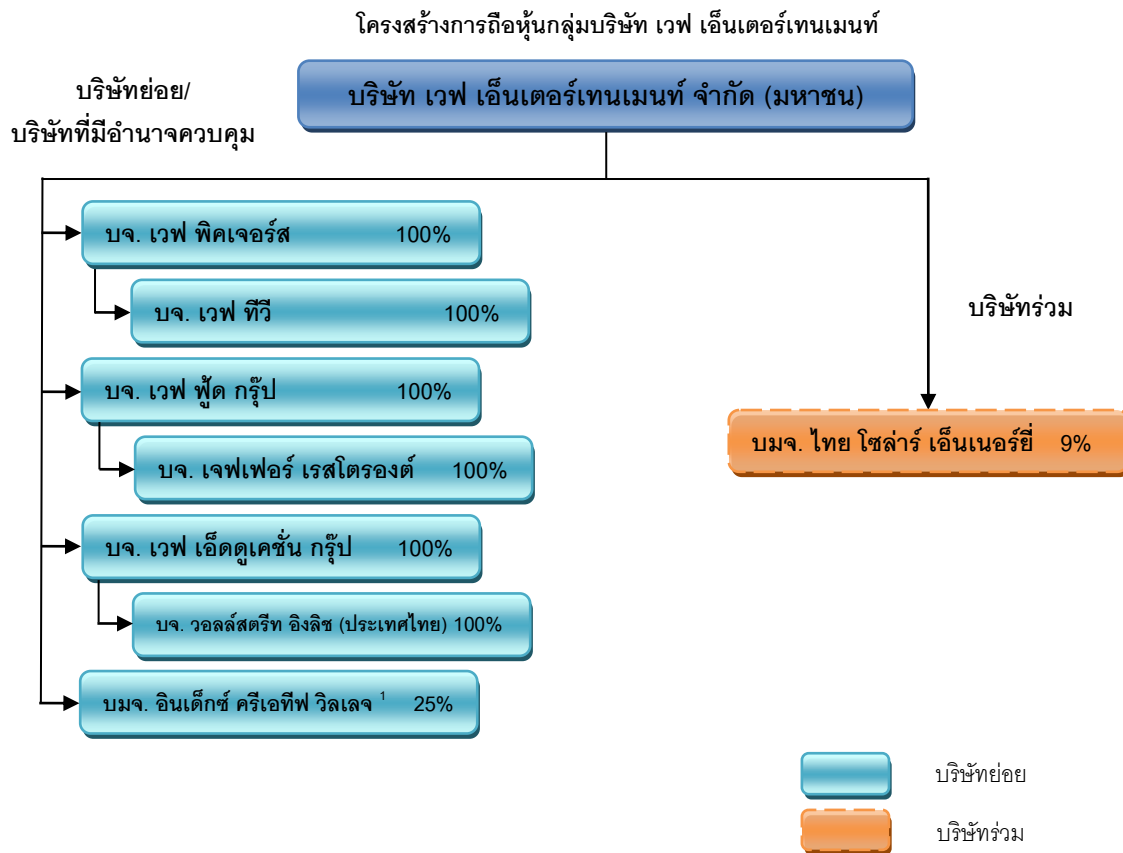 โครงสร้างการถือหุ้นกลุ่มบริษัท เวฟ เอ็นเตอร์เทนเมนท์
บริษัท เวฟ เอ็นเตอร์เทนเมนท์ จำกัด (มหาชน)
บริษัทย่อย/
บริษัทที่มีอำนาจควบคุม
บจ. เวฟ พิคเจอร์ส 100%
บจ. เวฟ ทีวี 100%
บจ. เวฟ ฟู้ด กรุ๊ป 100%
บจ. เจฟเฟอร์ เรสโตรองต์ 100%
บจ. เวฟ เอ็ดดูเคชั่น กรุ๊ป 100%
บจ. วอลล์สตรีท อิงลิช (ประเทศไทย) 100%
บมจ. อินเด็กซ์ ครีเอทีฟ วิลเลจ ¹ 25%
บริษัทร่วม
บมจ. ไทย โซล่าร์ เอ็นเนอร์ยี่ 9%
บริษัทย่อย
บริษัทร่วม